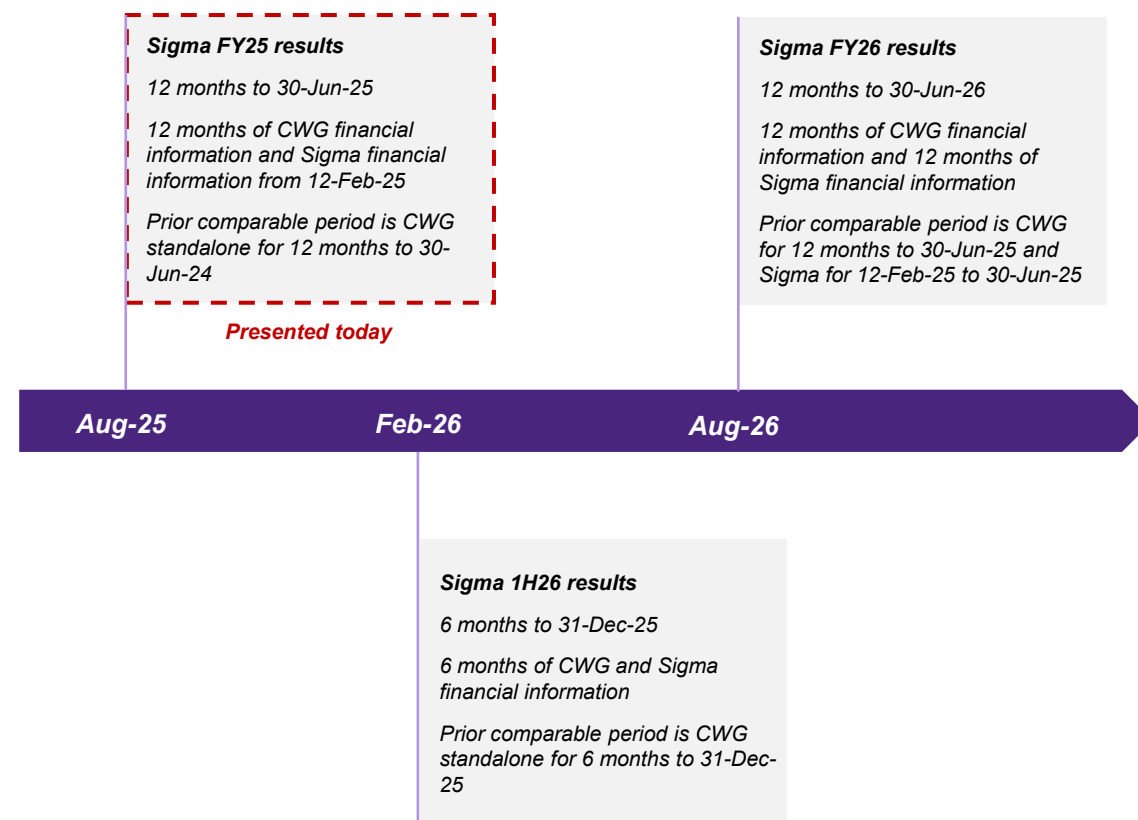 Sigma FY25 results
12 months to 30-Jun-25
12 months of CWG financial
information and Sigma financial
information from 12-Feb-25
Prior comparable period is CWG
standalone for 12 months to 30-
Jun-24
Presented today
Sigma FY26 results
12 months to 30-Jun-26
12 months of CWG financial
information and 12 months of
Sigma financial information
Prior comparable period is CWG
for 12 months to 30-Jun-25 and
Sigma for 12-Feb-25 to 30-Jun-25
Aug-25
Feb-26
Aug-26
Sigma 1H26 results
6 months to 31-Dec-25
6 months of CWG and Sigma
financial information
Prior comparable period is CWG
standalone for 6 months to 31-Dec-
25